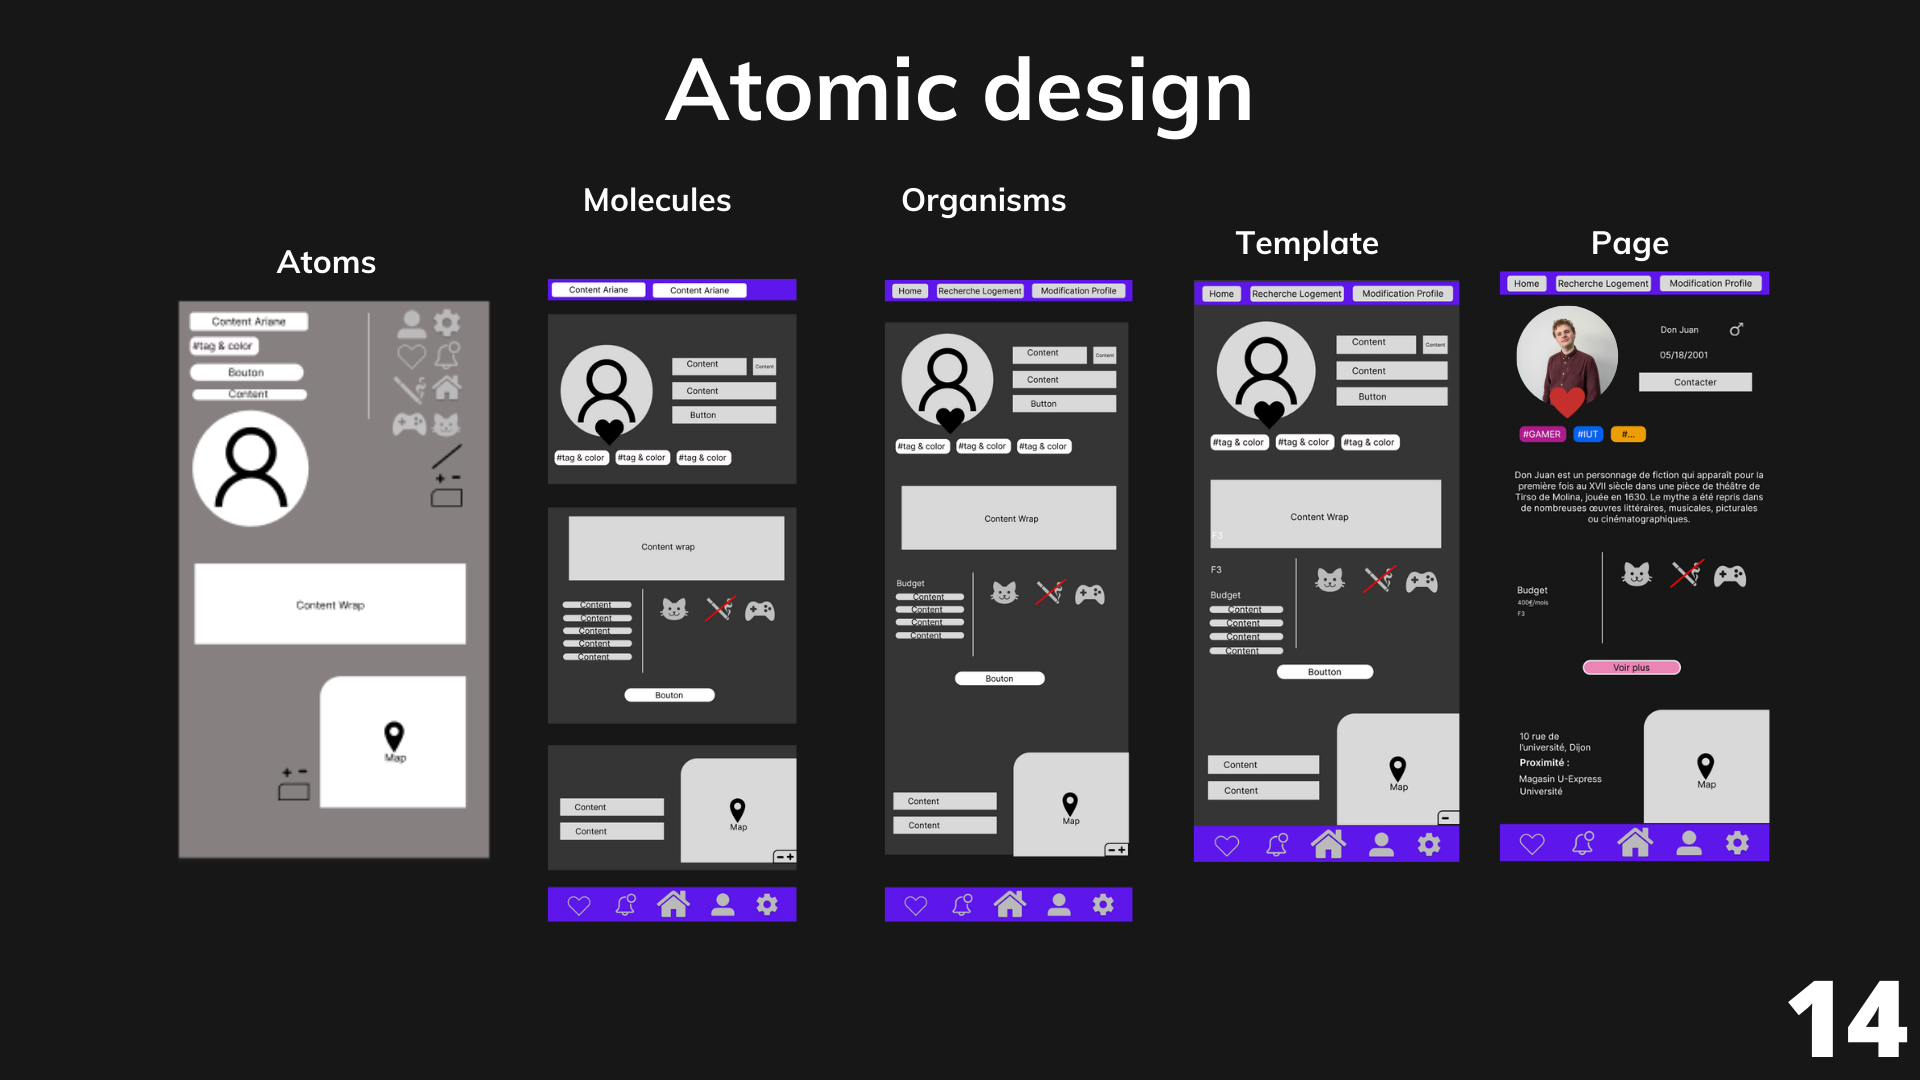 Atomic design
Atoms
Content Ariane
#tag & color
Bouton
Content
Content Wrap
Map
Molecules
Content Ariane
Content Ariane
Content
Content
Content
Button
#tag & color
#tag & color
#tag & color
Content wrap
Content
Content
Content
Content
Content
Bouton
Content
Content
Map
Organisms
Home
Recherche Logement
Modification Profile
Content
Content
Content
Button
#tag & color
#tag & color
#tag & color
Content Wrap
Budget
Content
Content
Content
Content
Bouton
Content
Content
Map
Template
Home
Recherche Logement
Modification Profile
Content
Content
Content
Button
#tag & color
#tag & color
#tag & color
Content Wrap
F3
F3
Budget
Content
Content
Content
Content
Boutton
Content
Content
Map
Page
Home
Recherche Logement
Modification Profile
Don Juan
05/18/2001
Contacter
#GAMER
#IUT
#...
Don Juan est un personnage de fiction qui apparaît pour la
première fois au XVII siècle dans une pièce de théâtre de
Tirso de Molina, jouée en 1630. Le mythe a été repris dans
de nombreuses œuvres littéraires, musicales, picturales
ou cinématographiques.
Budget
400€/mois
F3
Voir plus
10 rue de
l'université, Dijon
Proximité :
Magasin U-Express
Université
Map
14